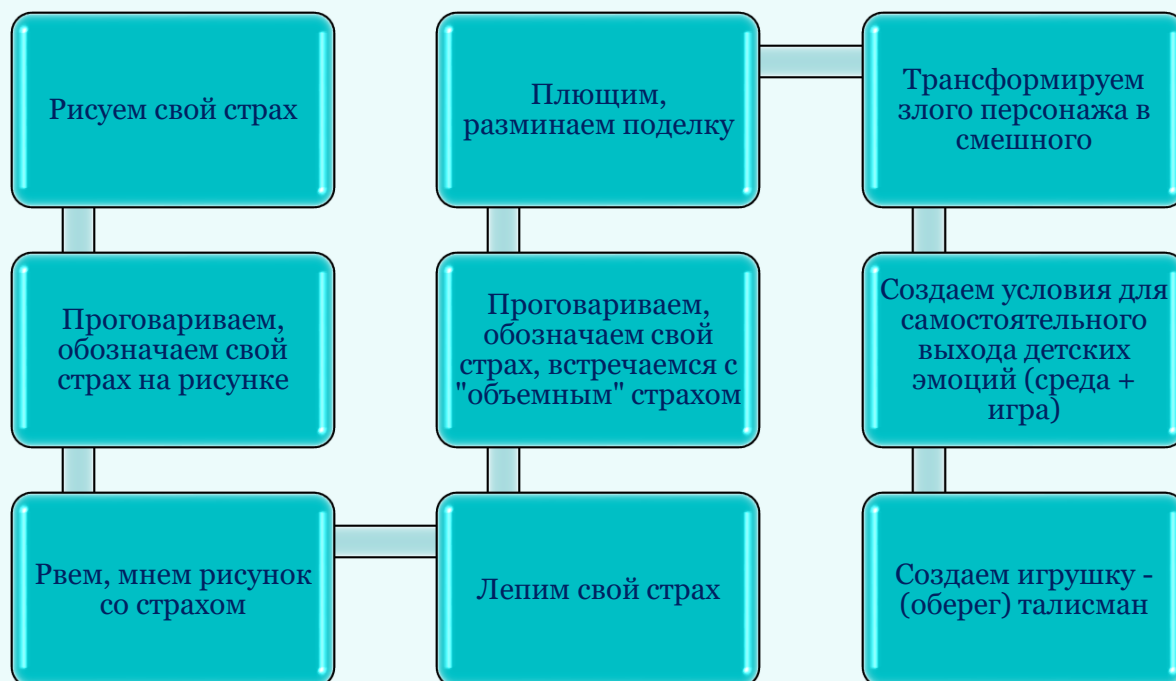 Рисуем свой страх
Проговариваем,
обозначаем свой
страх на рисунке
Рвем, мнем рисунок
со страхом
Лепим свой страх
Проговариваем,
обозначаем свой
страх, встречаемся с
"объемным" страхом
Плющим,
разминаем поделку
Трансформируем
злого персонажа в
смешного
Создаем условия для
самостоятельного
выхода детских
эмоций (среда +
игра)
Создаем игрушку -
(оберег) талисман